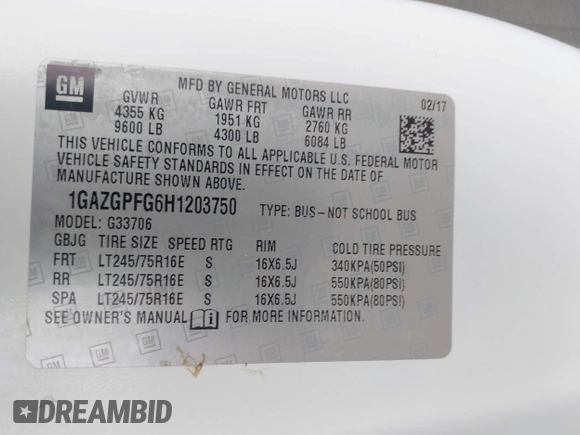 GM
MFD BY GENERAL MOTORS LLC
02/17
GVWR GAWR FRT GAWR RR
4355 KG 1951 KG 2760 KG
9600 LB 4300 LB 6084 LB
THIS VEHICLE CONFORMS TO ALL APPLICABLE U.S. FEDERAL MOTOR
VEHICLE SAFETY STANDARDS IN EFFECT ON THE DATE OF
MANUFACTURE SHOWN ABOVE.
1GAZGPFG6H1203750 TYPE: BUS–NOT SCHOOL BUS
MODEL: G33706
GBJG TIRE SIZE SPEED RTG RIM COLD TIRE PRESSURE
FRT LT245/75R16E S 16X6.5J 340KPA(50PSI)
RR LT245/75R16E S 16X6.5J 550KPA(80PSI)
SPA LT245/75R16E S 16X6.5J 550KPA(80PSI)
SEE OWNER'S MANUAL FOR MORE INFORMATION.
DREAMBID